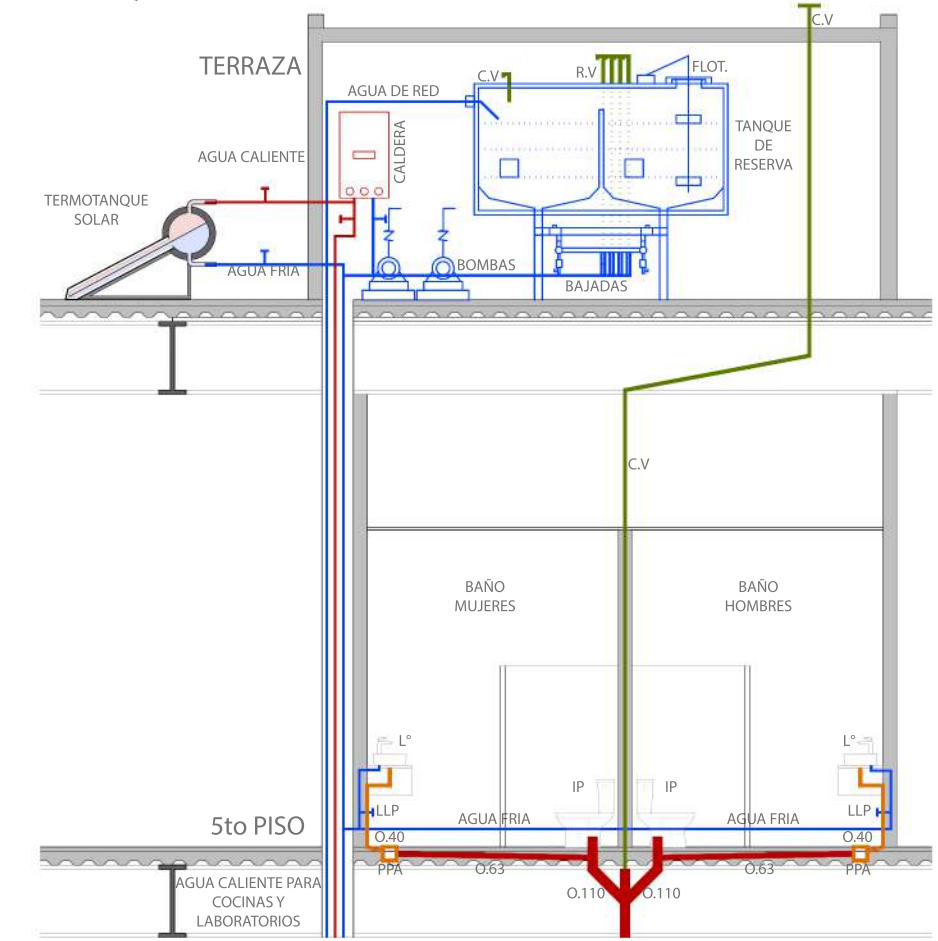 C.V
TERRAZA
C.V
R.V
FLOT.
AGUA DE RED
CALDERA
TANQUE
DE
RESERVA
AGUA CALIENTE
TERMOTANQUE
SOLAR
AGUA FRIA
BOMBAS
BAJADAS
C.V
BAÑO
MUJERES
BAÑO
HOMBRES
L°
L°
IP
IP
LLP
LLP
AGUA FRIA
AGUA FRIA
5to PISO
O.40
O.40
PPA
O.63
O.63
PPA
AGUA CALIENTE PARA
COCINAS Y
LABORATORIOS
O.110
O.110